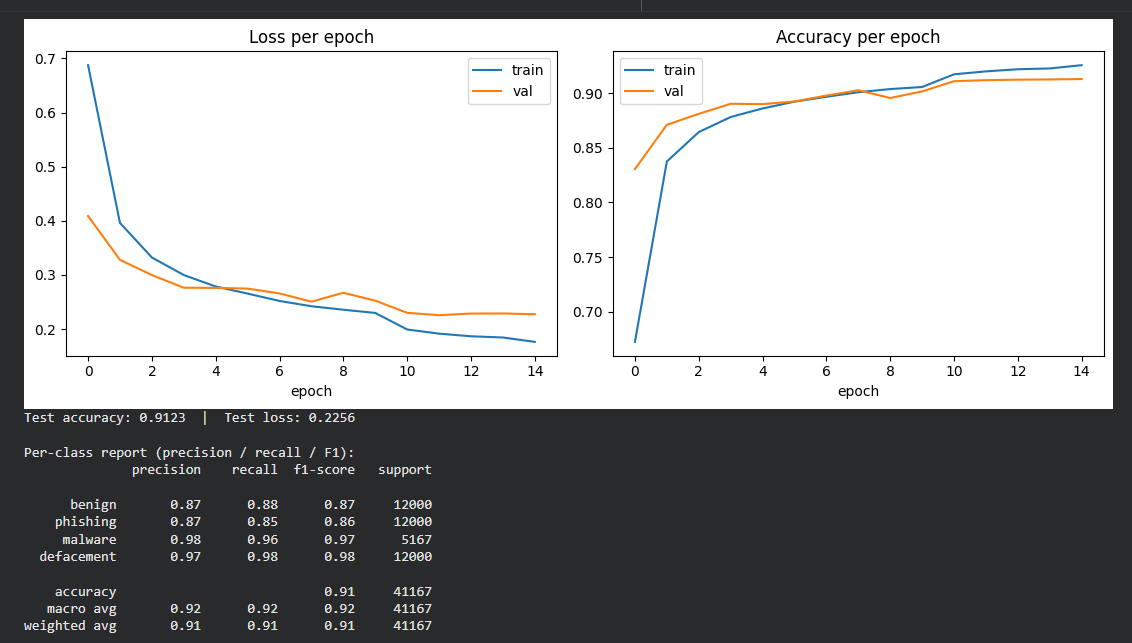 Loss per epoch
0.7
0.6
0.5
0.4
0.3
0.2
0 2 4 6 8 10 12 14
epoch
train
val
Accuracy per epoch
0.90
0.85
0.80
0.75
0.70
0 2 4 6 8 10 12 14
epoch
train
val
Test accuracy: 0.9123 | Test loss: 0.2256
Per-class report (precision / recall / F1):
precision recall f1-score support
benign 0.87 0.88 0.87 12000
phishing 0.87 0.85 0.86 12000
malware 0.98 0.96 0.97 5167
defacement 0.97 0.98 0.98 12000
accuracy 0.91 41167
macro avg 0.92 0.92 0.92 41167
weighted avg 0.91 0.91 0.91 41167